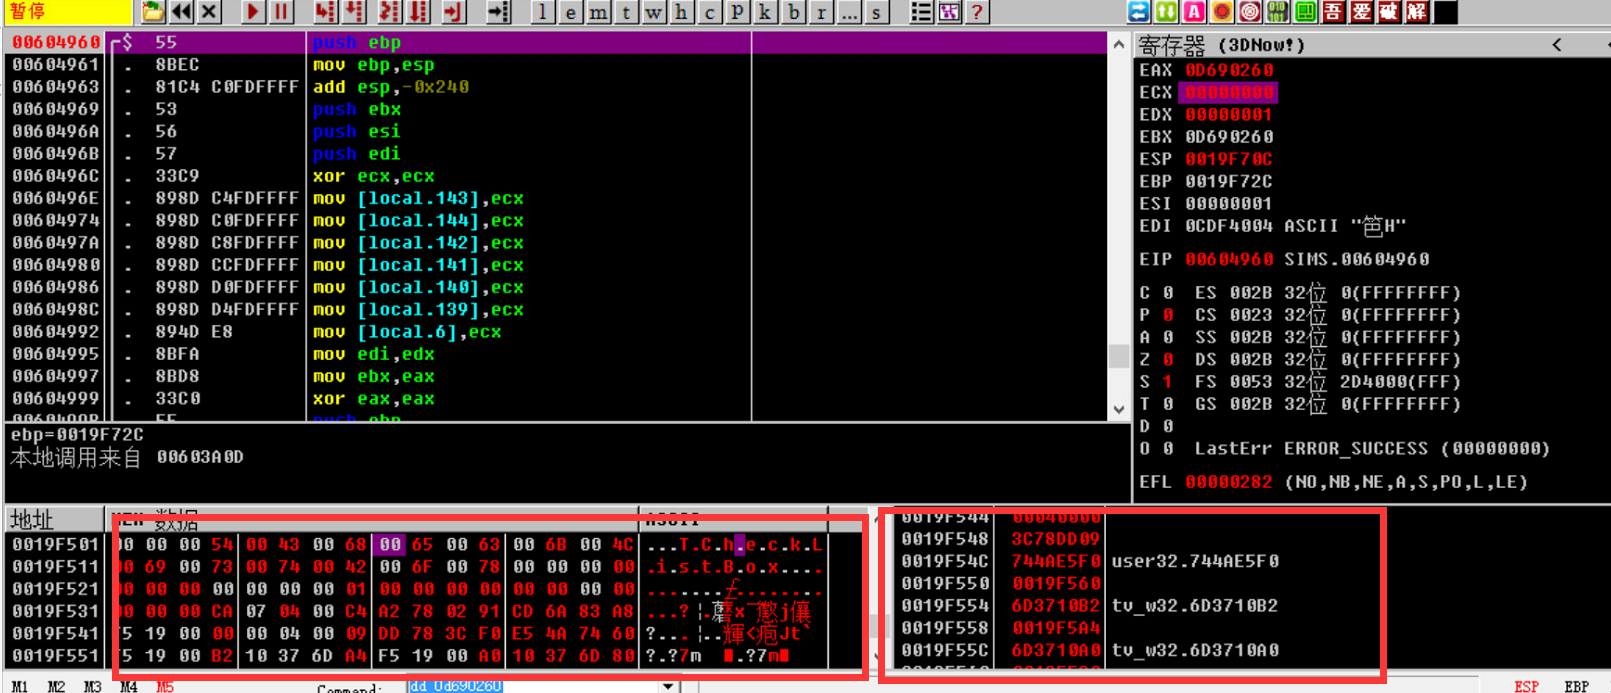 暂停
l e m t w h c P k b r ... s ?
吾 爱 破 解
00604960 $ 55 push ebp
00604961 . 8BEC mov ebp,esp
00604963 . 81C4 C0FDFFFF add esp,-0x240
00604969 . 53 push ebx
0060496A . 56 push esi
0060496B . 57 push edi
0060496C . 33C9 xor ecx,ecx
0060496E . 898D C4FDFFFF mov [local.143],ecx
00604974 . 898D C0FDFFFF mov [local.144],ecx
0060497A . 898D C8FDFFFF mov [local.142],ecx
00604980 . 898D CCFDFFFF mov [local.141],ecx
00604986 . 898D D0FDFFFF mov [local.140],ecx
0060498C . 898D D4FDFFFF mov [local.139],ecx
00604992 . 894D E8 mov [local.6],ecx
00604995 . 8BFA mov edi,edx
00604997 . 8BD8 mov ebx,eax
00604999 . 33C0 xor eax,eax
ebp=0019F72C
本地调用来自 00603A0D
寄存器 (3DNow!) <
EAX 0D690260
ECX 00000000
EDX 00000001
EBX 0D690260
ESP 0019F70C
EBP 0019F72C
ESI 00000001
EDI 0CDF4004 ASCII "笆H"
EIP 00604960 SIMS.00604960
C 0 ES 002B 32位 0(FFFFFFFF)
P 0 CS 0023 32位 0(FFFFFFFF)
A 0 SS 002B 32位 0(FFFFFFFF)
Z 0 DS 002B 32位 0(FFFFFFFF)
S 1 FS 0053 32位 2D4000(FFF)
T 0 GS 002B 32位 0(FFFFFFFF)
D 0
O 0 LastErr ERROR_SUCCESS (00000000)
EFL 00000282 (NO,NB,NE,A,S,PO,L,LE)
地址 HEX 数据 ASCII
0019F501 00 00 00 54 00 43 00 68 00 65 00 63 00 6B 00 4C ...T.C.h.e.c.k.L
0019F511 00 69 00 73 00 74 00 42 00 6F 00 78 00 00 00 00 .i.s.t.B.o.x....
0019F521 00 00 00 00 00 00 01 00 00 00 00 00 00 00 00
0019F531 00 00 00 CA 07 04 00 C4 A2 78 02 91 CD 6A 83 A8
0019F541 F5 19 00 00 00 04 00 09 DD 78 3C F0 E5 4A 74 60
0019F551 F5 19 00 B2 10 37 6D A4 F5 19 00 A0 10 37 6D 80
0019F544 00040000
0019F548 3C78DD09
0019F54C 744AE5F0 user32.744AE5F0
0019F550 0019F560
0019F554 6D3710B2 tv_w32.6D3710B2
0019F558 0019F5A4
0019F55C 6D3710A0 tv_w32.6D3710A0
M1 M2 M3 M4 M5 Command: dd 0d690260 ESP EBP